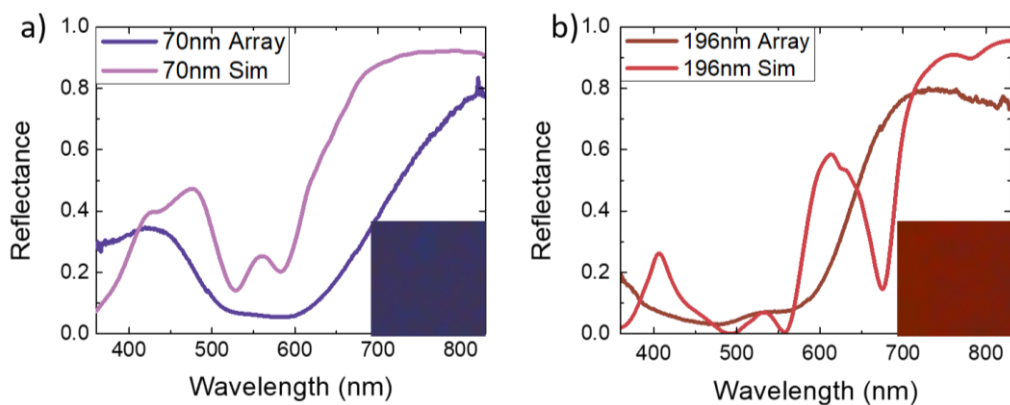 a)
70nm Array
70nm Sim
1.0
0.8
0.6
0.4
0.2
0.0
Reflectance
400 500 600 700 800
Wavelength (nm)
b)
196nm Array
196nm Sim
1.0
0.8
0.6
0.4
0.2
0.0
Reflectance
400 500 600 700 800
Wavelength (nm)